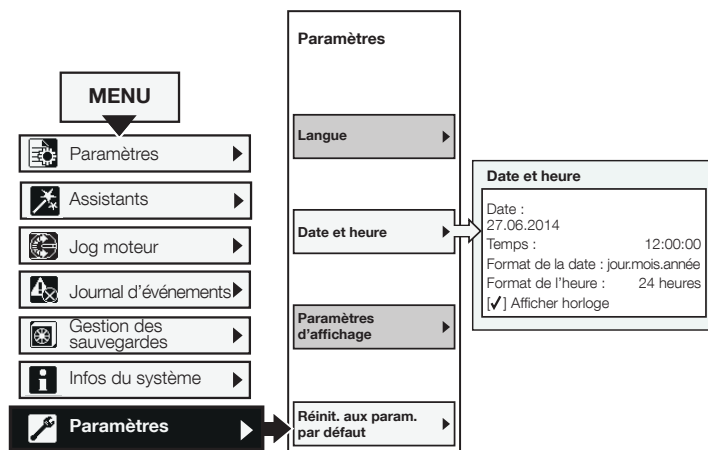 MENU
Paramètres
Assistants
Jog moteur
Journal d'événements
Gestion des
sauvegardes
Infos du système
Paramètres
Paramètres
Langue
Date et heure
Paramètres
d'affichage
Réinit. aux param.
par défaut
Date et heure
Date :
27.06.2014
Temps : 12:00:00
Format de la date : jour.mois.année
Format de l'heure : 24 heures
[✓] Afficher horloge